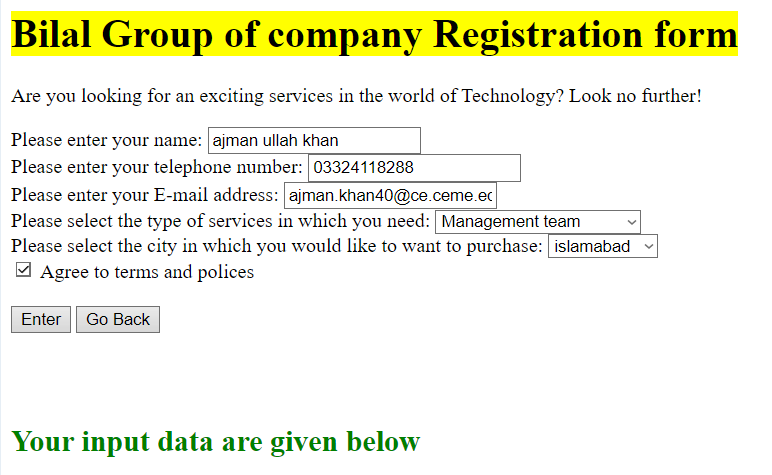 Bilal Group of company Registration form
Are you looking for an exciting services in the world of Technology? Look no further!
Please enter your name: ajman ullah khan
Please enter your telephone number: 03324118288
Please enter your E-mail address: ajman.khan40@ce.ceme.ec
Please select the type of services in which you need: Management team
Please select the city in which you would like to want to purchase: islamabad
Agree to terms and polices
Enter Go Back
Your input data are given below